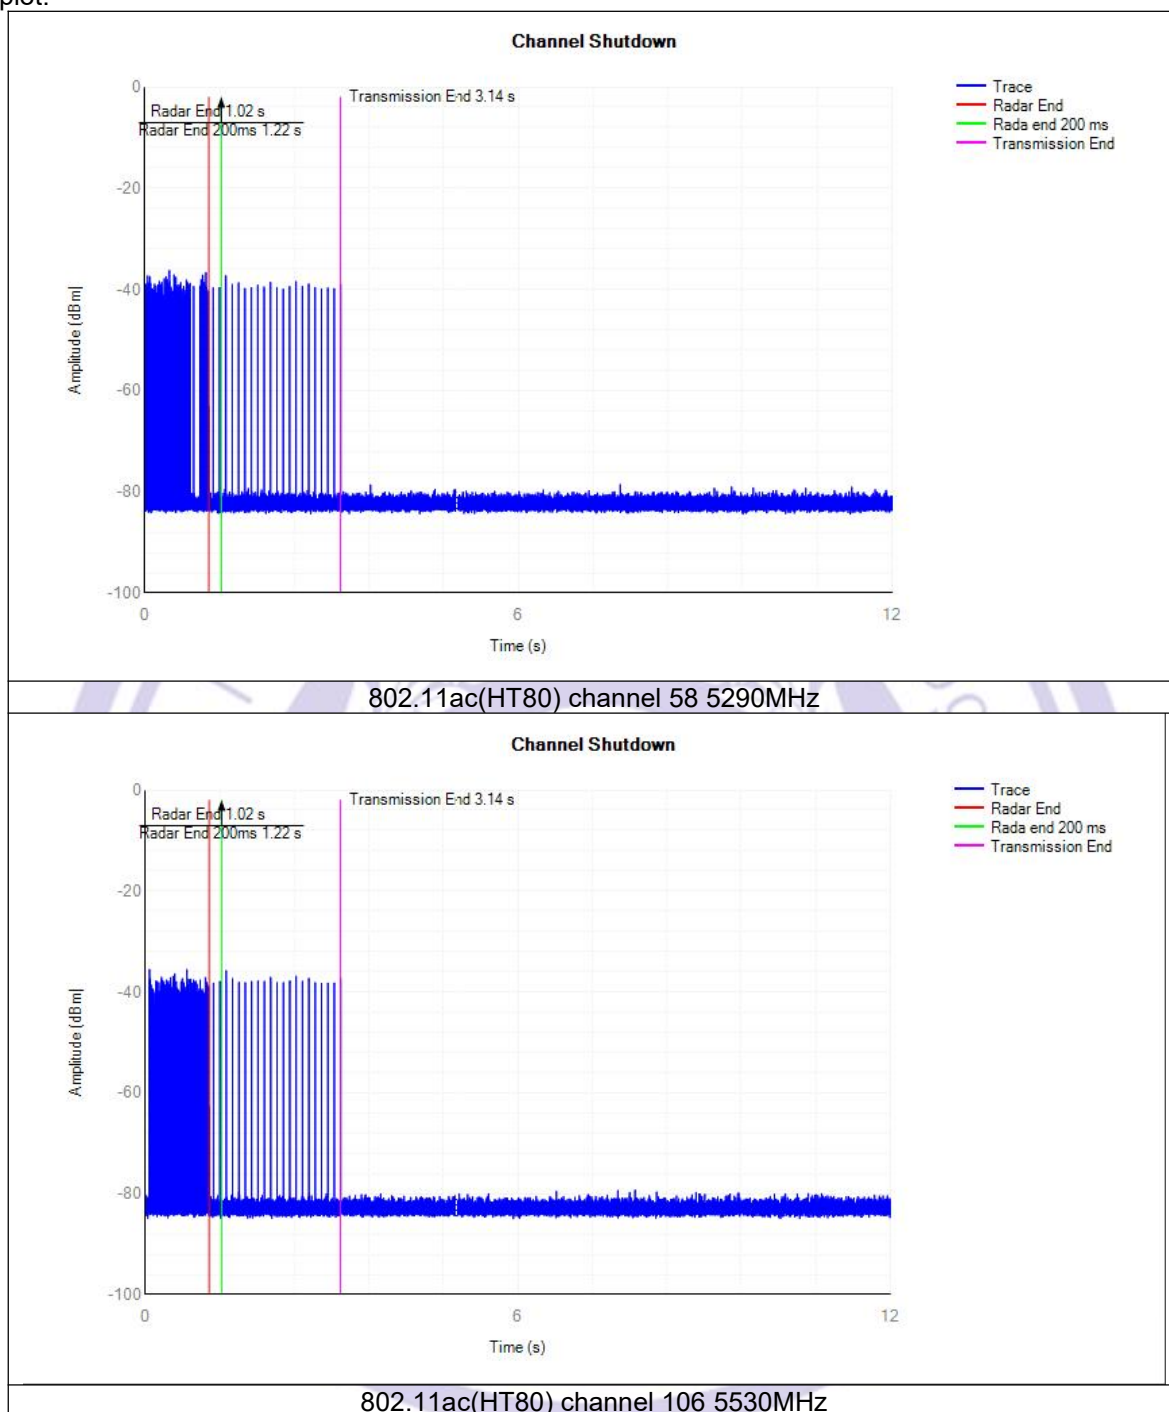 plot.
Channel Shutdown
0
Radar End 1.02 s
Radar End 200ms 1.22 s
Transmission End 3.14 s
Trace
Radar End
Rada end 200 ms
Transmission End
-20
-40
-60
-80
-100
Amplitude (dBm)
0
6
12
Time (s)
802.11ac(HT80) channel 58 5290MHz
Channel Shutdown
0
Radar End 1.02 s
Radar End 200ms 1.22 s
Transmission End 3.14 s
Trace
Radar End
Rada end 200 ms
Transmission End
-20
-40
-60
-80
-100
Amplitude (dBm)
0
6
12
Time (s)
802.11ac(HT80) channel 106 5530MHz